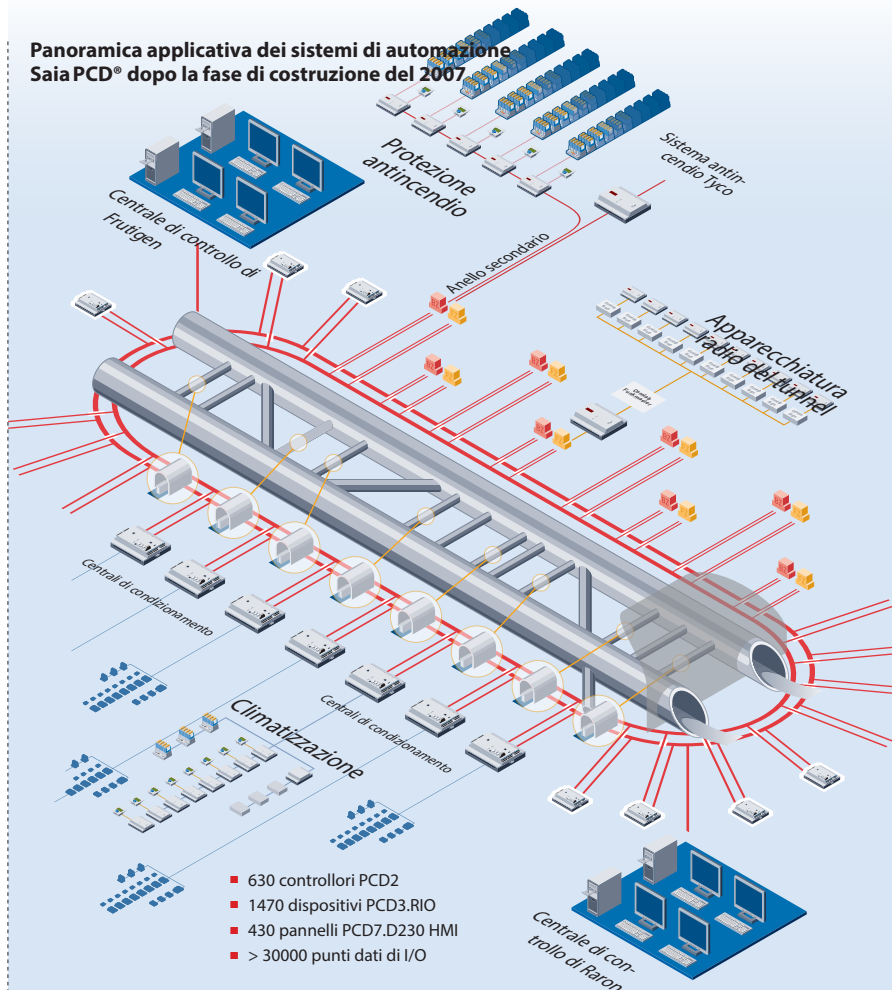 Panoramica applicativa dei sistemi di automazione
Saia PCD® dopo la fase di costruzione del 2007
Protezione
antincendio
Sistema antin-
cendio Tyco
Centrale di controllo di
Frutigen
Anello secondario
Apparecchiatura
radio del tunnel
Centrali di condizionamento
Climatizzazione
Centrali di condizionamento
630 controllori PCD2
1470 dispositivi PCD3.RIO
430 pannelli PCD7.D230 HMI
> 30000 punti dati di I/O
Centrale di con-
trollo di Raron